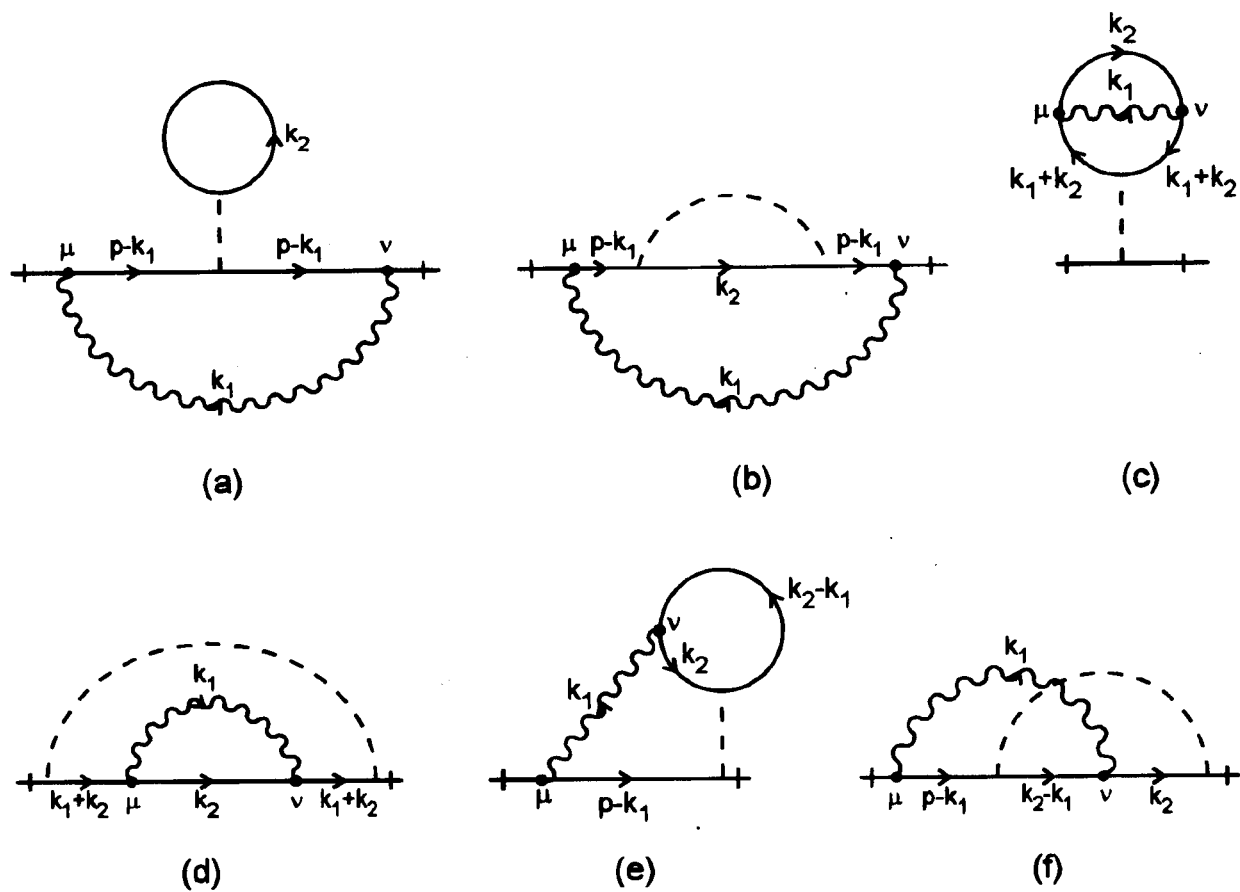 k₂
k₂
k₁
μ
ν
k₁+k₂
k₁+k₂
μ
p-k₁
p-k₁
ν
k₁
(a)
μ
p-k₁
p-k₁
ν
k₂
k₁
(b)
(c)
k₁
k₁+k₂
μ
k₂
ν
k₁+k₂
(d)
k₂-k₁
ν
k₂
k₁
μ
p-k₁
(e)
k₁
μ
p-k₁
k₂-k₁
ν
k₂
(f)